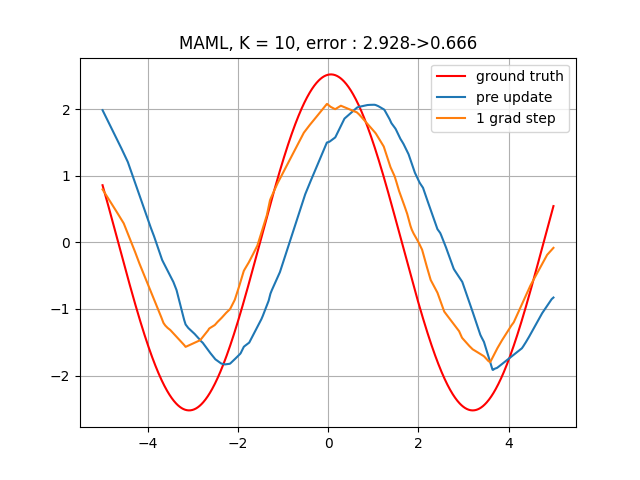 MAML, K = 10, error : 2.928->0.666
ground truth
pre update
1 grad step
2
1
0
−1
−2
−4
−2
0
2
4